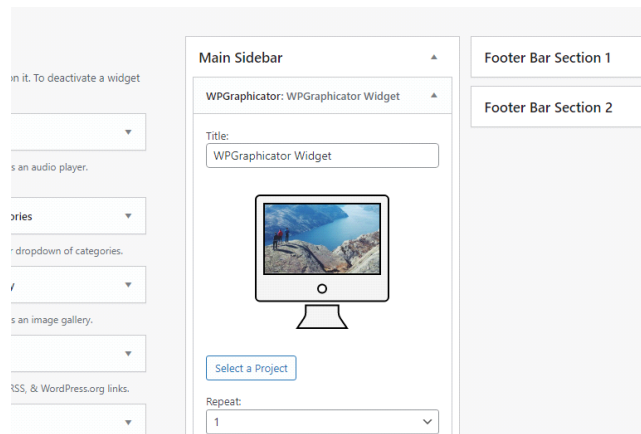 on it. To deactivate a widget
s an audio player.
ories
r dropdown of categories.
s an image gallery.
RSS, & WordPress.org links.
Main Sidebar
WPGraphicator: WPGraphicator Widget
Title:
WPGraphicator Widget
Select a Project
Repeat:
1
Footer Bar Section 1
Footer Bar Section 2